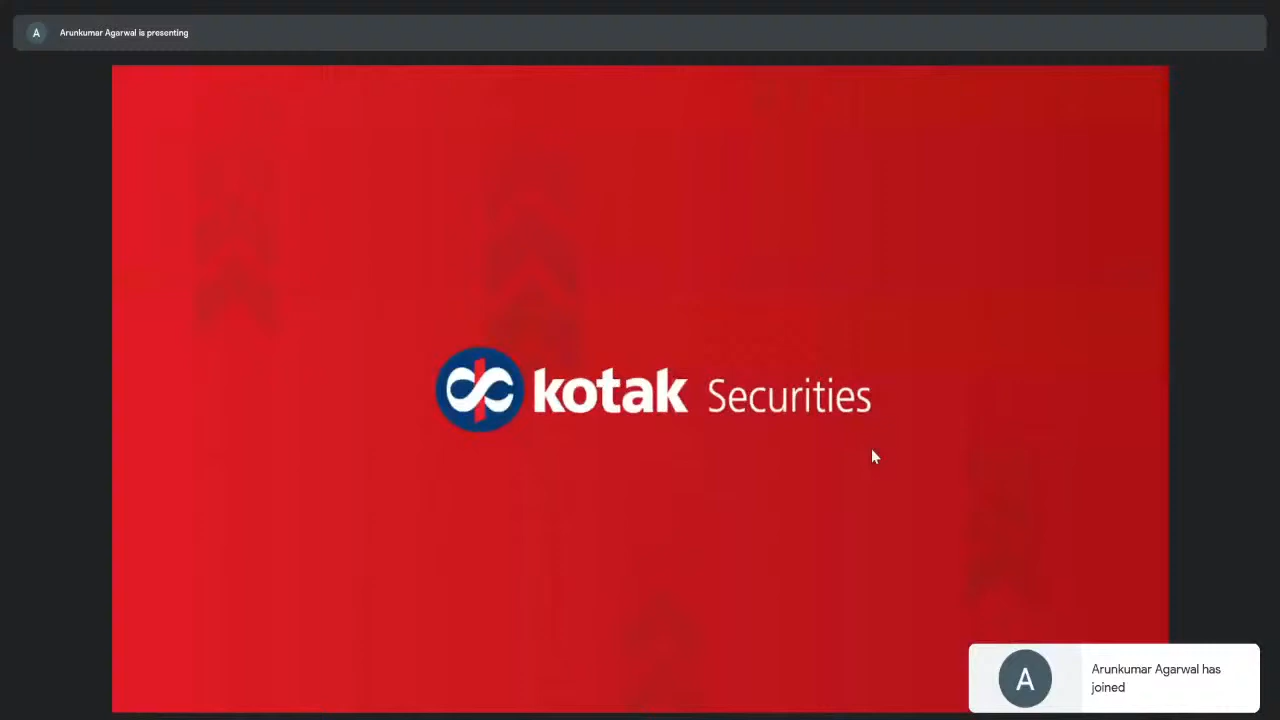 A
Arunkumar Agarwal is presenting
kotak Securities
A
Arunkumar Agarwal has
joined